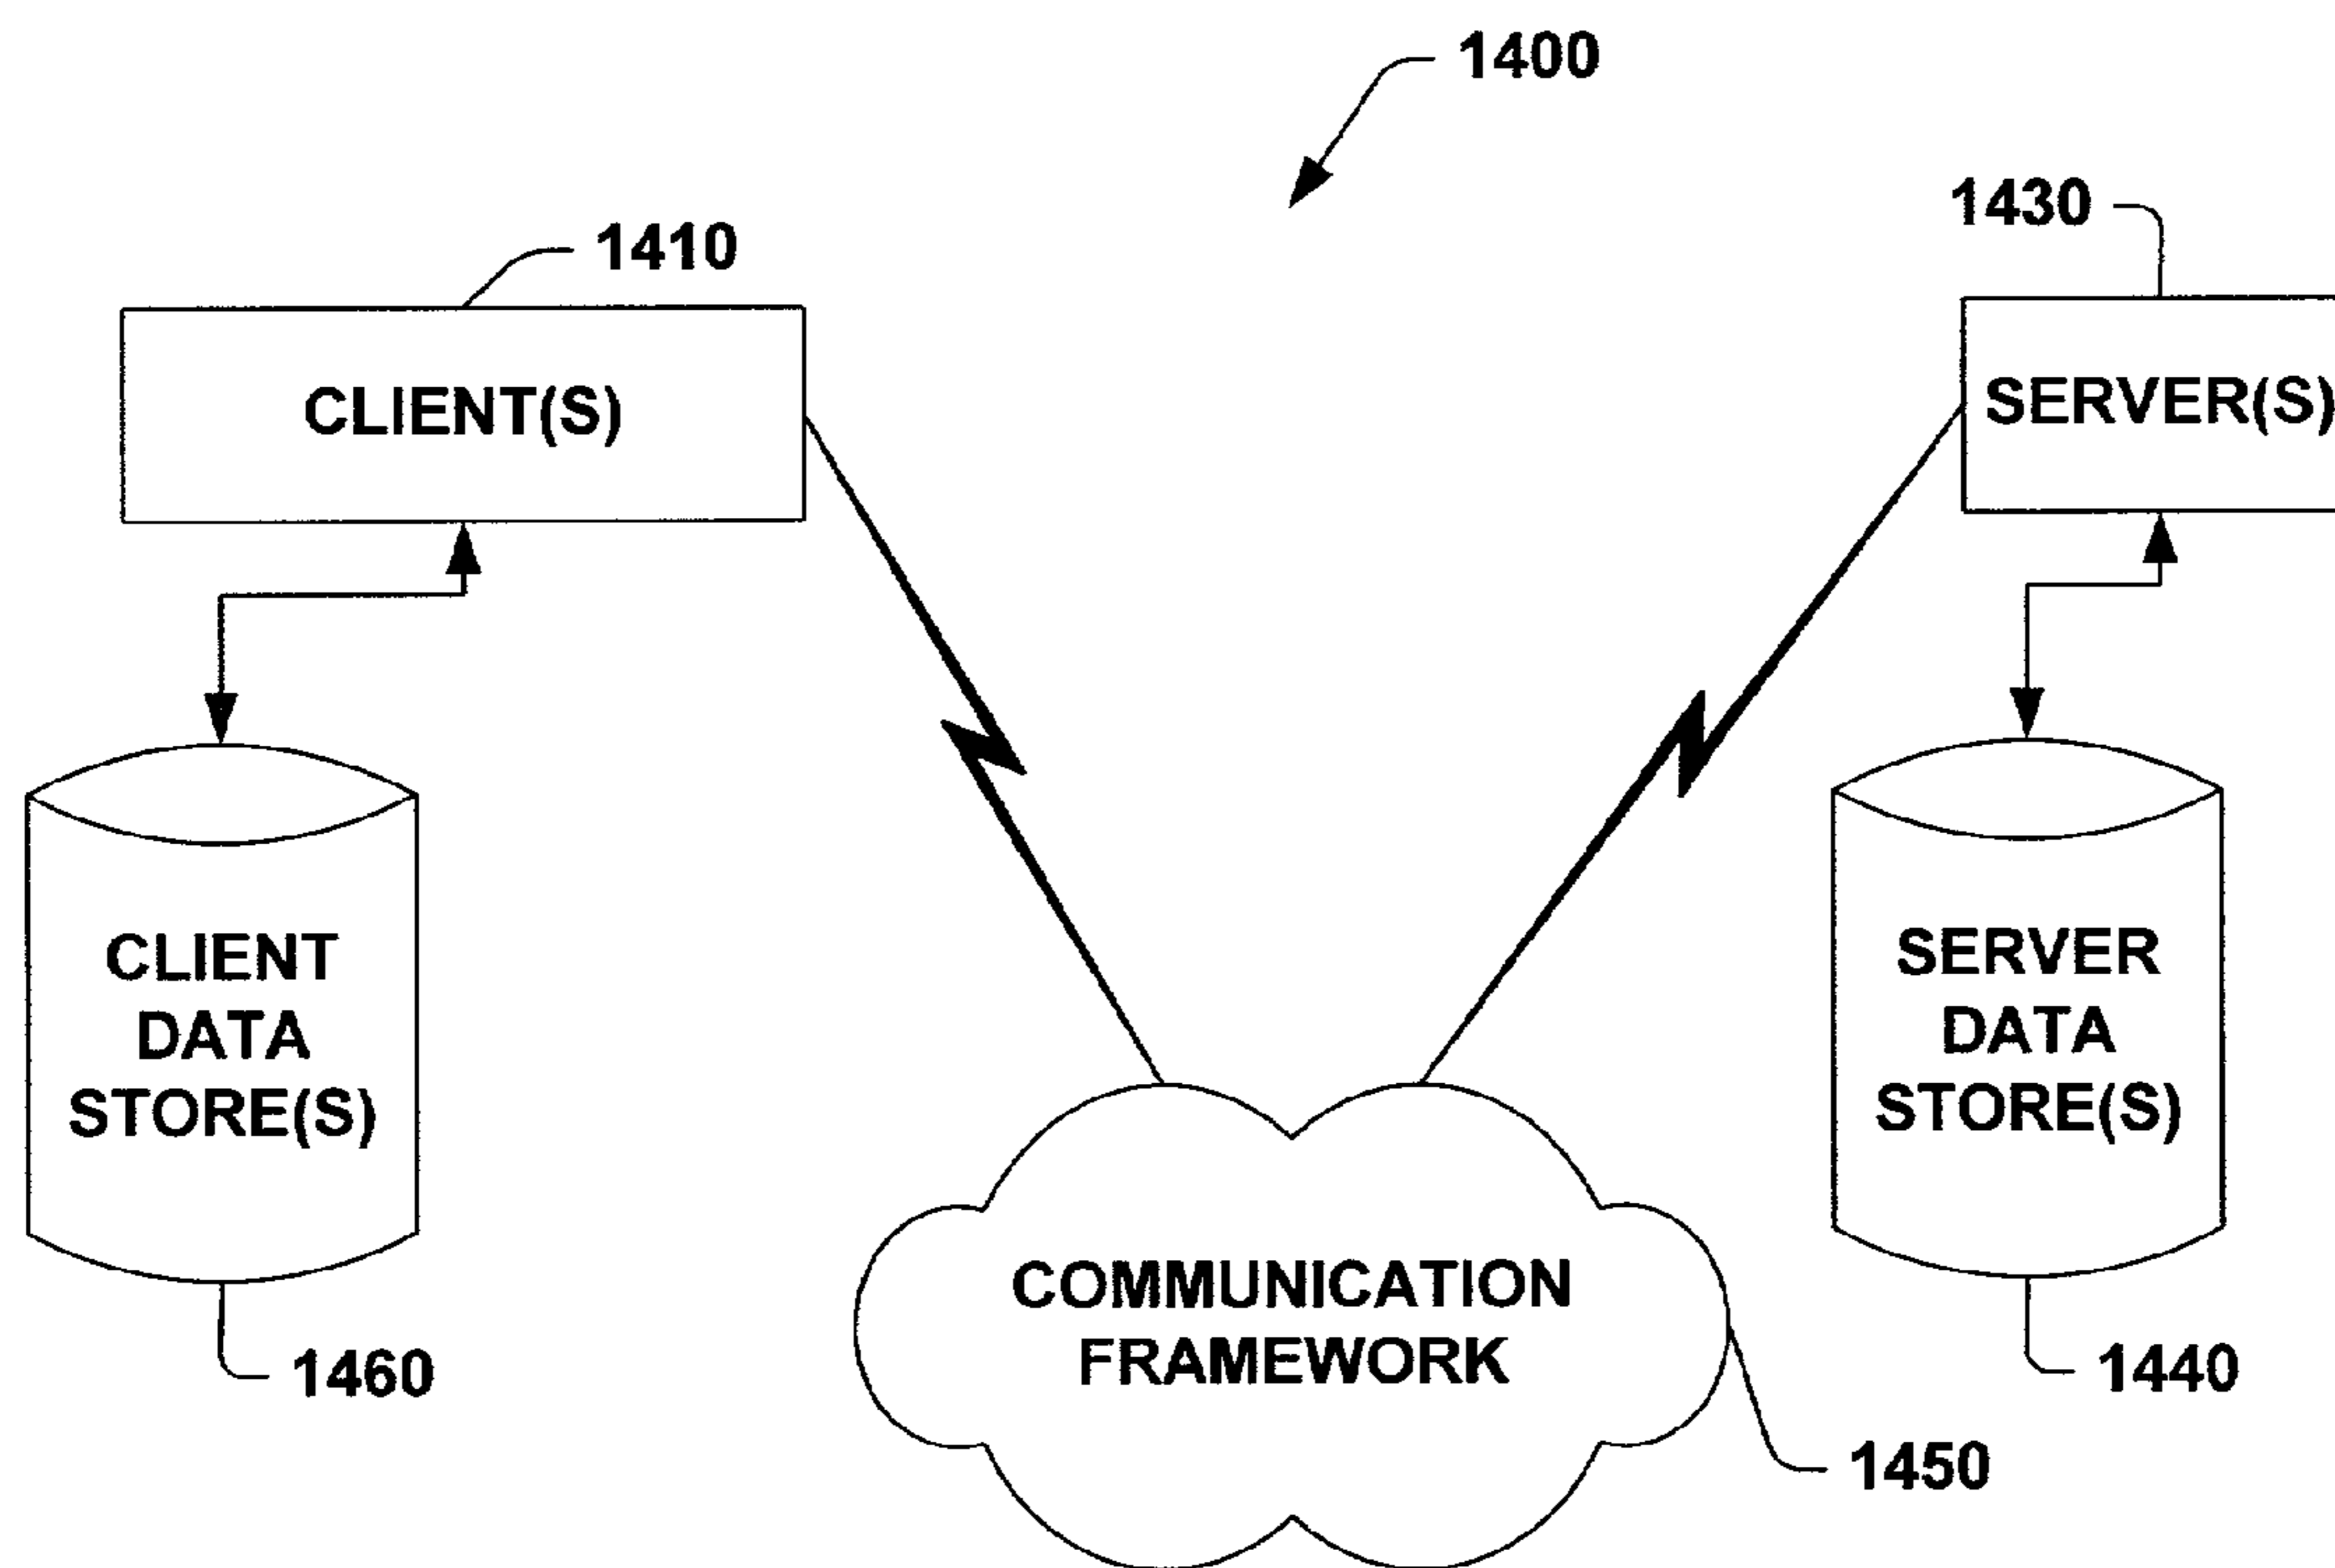 1400
1410
1430
CLIENT(S)
SERVER(S)
CLIENT
DATA
STORE(S)
SERVER
DATA
STORE(S)
COMMUNICATION
FRAMEWORK
1460
1440
1450